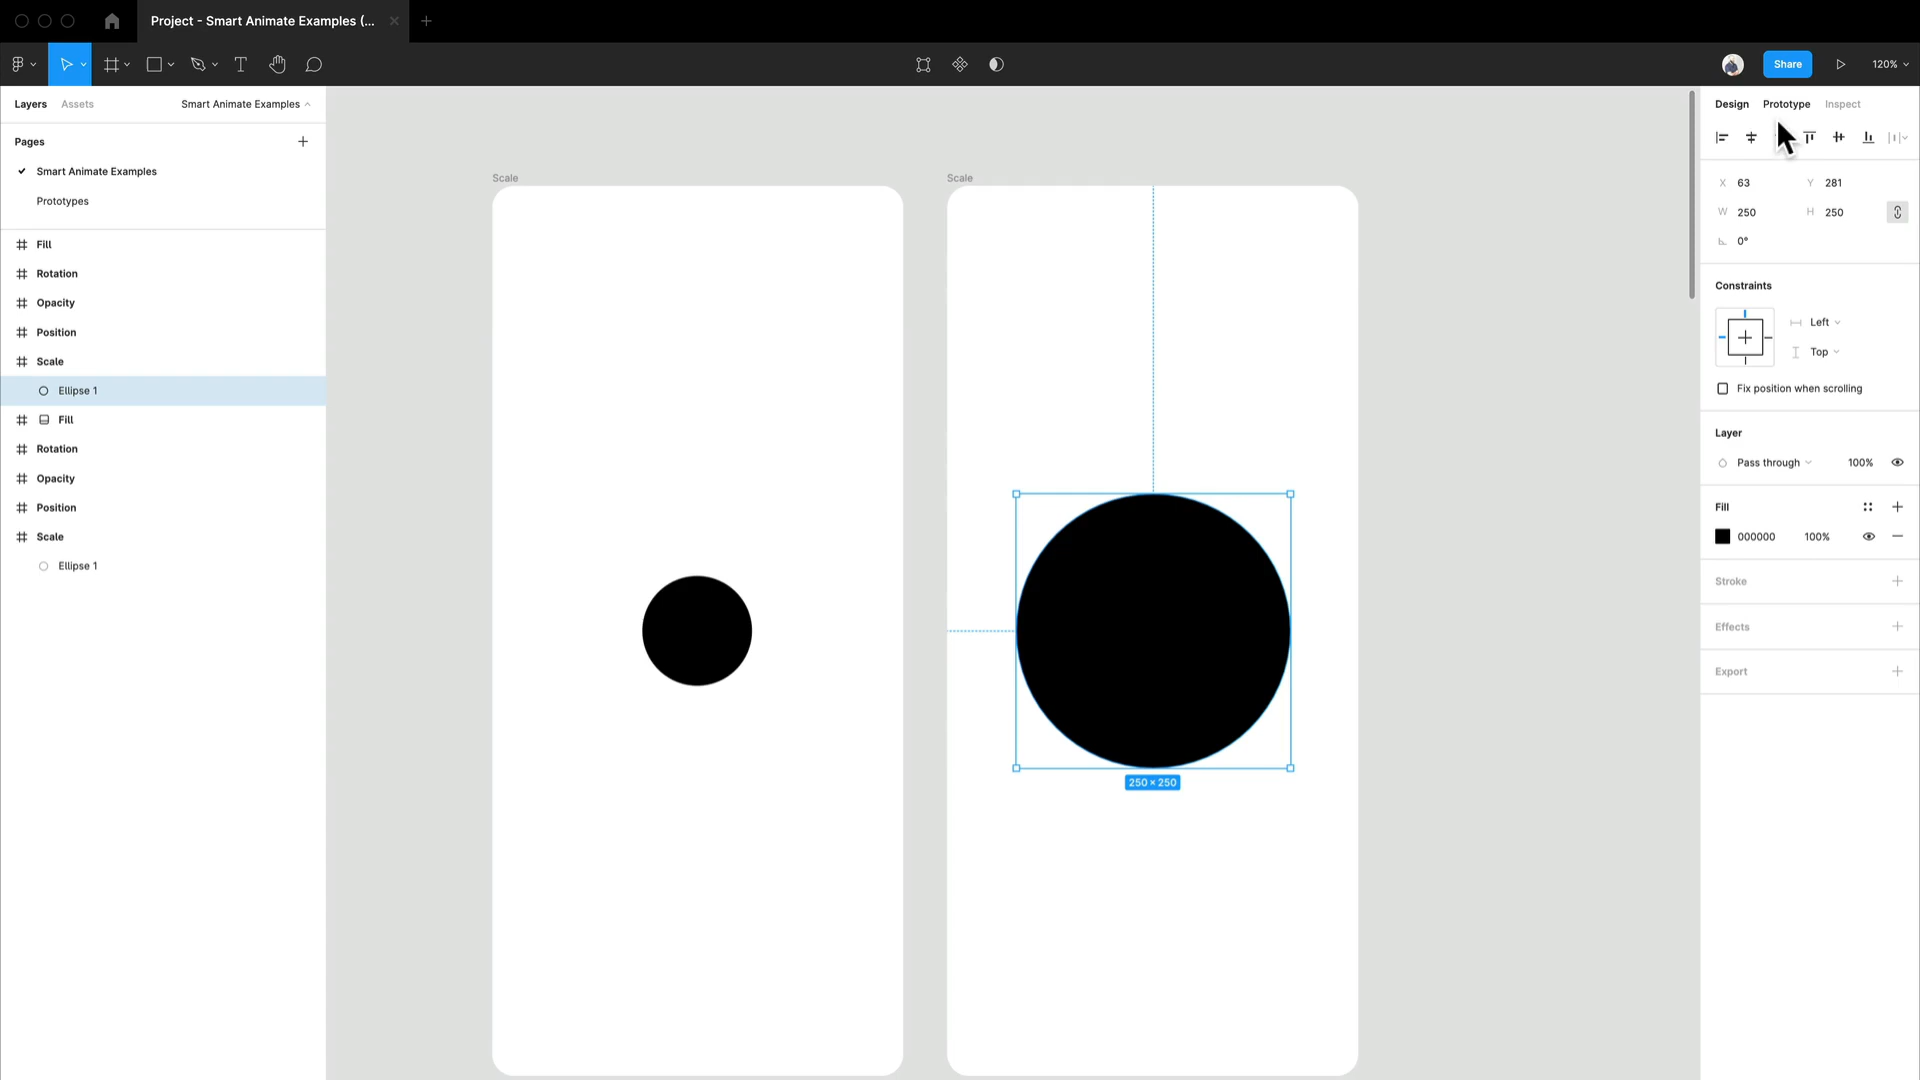 Project - Smart Animate Examples (...
Share
120%
Layers
Assets
Smart Animate Examples
Pages
Smart Animate Examples
Prototypes
Fill
Rotation
Opacity
Position
Scale
Ellipse 1
Fill
Rotation
Opacity
Position
Scale
Ellipse 1
Scale
Scale
250 × 250
Design
Prototype
Inspect
X 63
Y 281
W 250
H 250
0°
Constraints
Left
Top
Fix position when scrolling
Layer
Pass through
100%
Fill
000000
100%
Stroke
Effects
Export